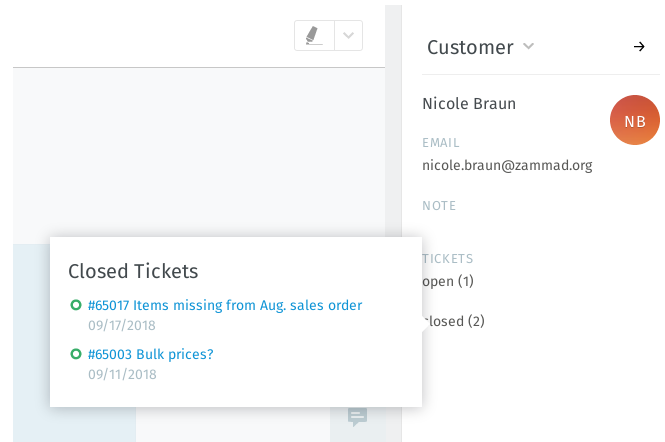 Customer
Nicole Braun
NB
EMAIL
nicole.braun@zammad.org
NOTE
TICKETS
open (1)
closed (2)
Closed Tickets
#65017 Items missing from Aug. sales order
09/17/2018
#65003 Bulk prices?
09/11/2018